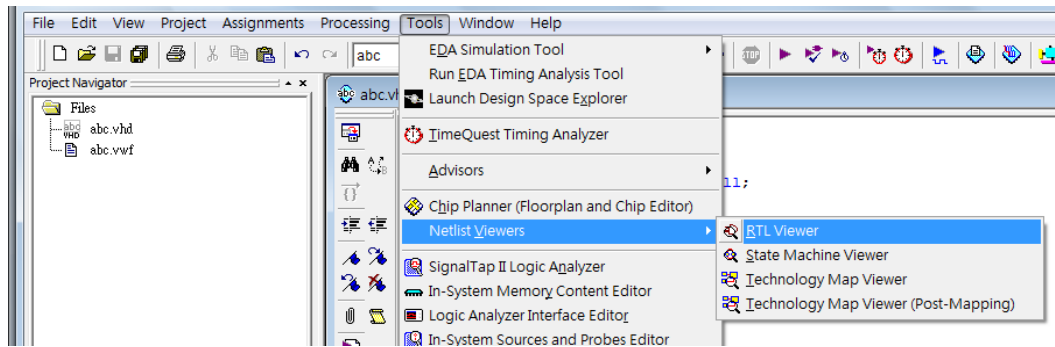 File Edit View Project Assignments Processing Tools Window Help
abc
Project Navigator
Files
abc.vhd
abc.vwf
abc.v
EDA Simulation Tool
Run EDA Timing Analysis Tool
Launch Design Space Explorer
TimeQuest Timing Analyzer
Advisors
Chip Planner (Floorplan and Chip Editor)
Netlist Viewers
SignalTap II Logic Analyzer
In-System Memory Content Editor
Logic Analyzer Interface Editor
In-System Sources and Probes Editor
11;
RTL Viewer
State Machine Viewer
Technology Map Viewer
Technology Map Viewer (Post-Mapping)